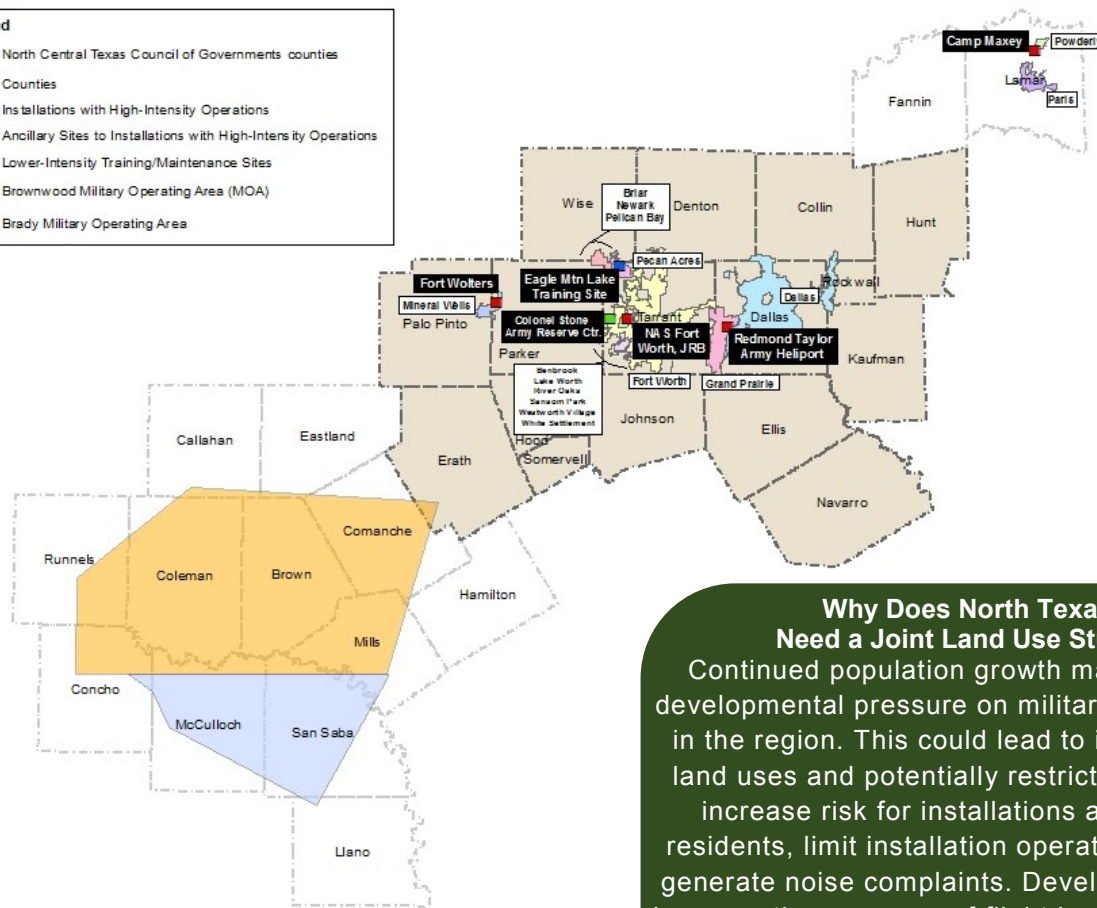 North Central Texas Council of Governments counties
Counties
Installations with High-Intensity Operations
Ancillary Sites to Installations with High-Intensity Operations
Lower-Intensity Training/Maintenance Sites
Brownwood Military Operating Area (MOA)
Brady Military Operating Area
Camp Maxey
Lamar
Paris
Fannin
Wise
Briar
Newark
Pelican Bay
Denton
Collin
Hunt
Pecan Acres
Fort Wolters
Eagle Mtn Lake
Training Site
Rockwall
Mineral Wells
Dallas
Palo Pinto
Colonel Stone
Army Reserve Ctr.
Tarrant
Dallas
NAS Fort
Worth, JRB
Redmond Taylor
Army Heliport
Parker
Kaufman
Benbrook
Lake Worth
River Oaks
Sansom Park
Westworth Village
White Settlement
Fort Worth
Grand Prairie
Johnson
Ellis
Hood
Somervell
Callahan
Eastland
Erath
Navarro
Comanche
Runnels
Coleman
Brown
Hamilton
Mills
Concho
McCulloch
San Saba
Llano
Why Does North
Need a Joint Land Use
Continued population growth
developmental pressure on
in the region. This could lead to
land uses and potentially
increase risk for installations
residents, limit installation
generate noise complaints.